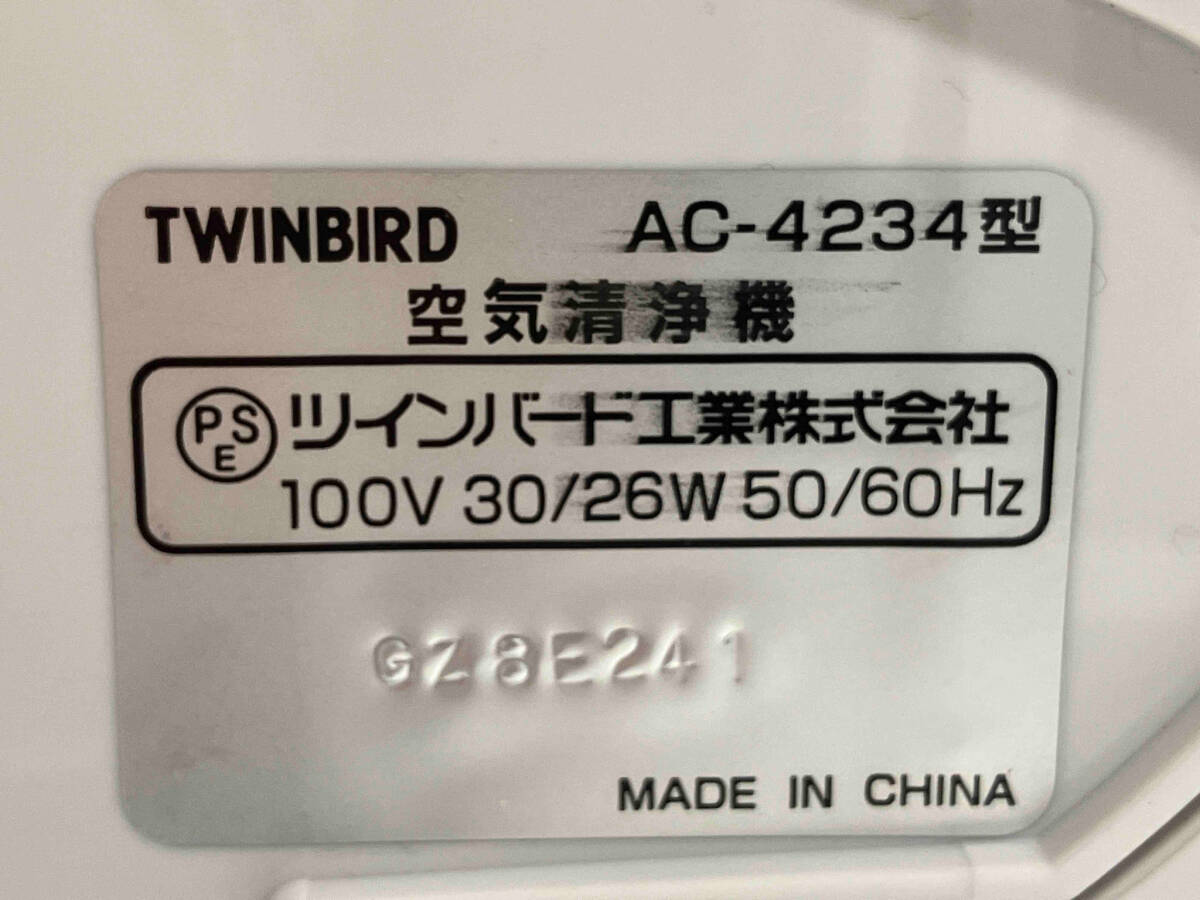 TWINBIRD AC-4234型
空気清浄機
PSE ツインバード工業株式会社
100V 30/26W 50/60Hz
GZ8E241
MADE IN CHINA